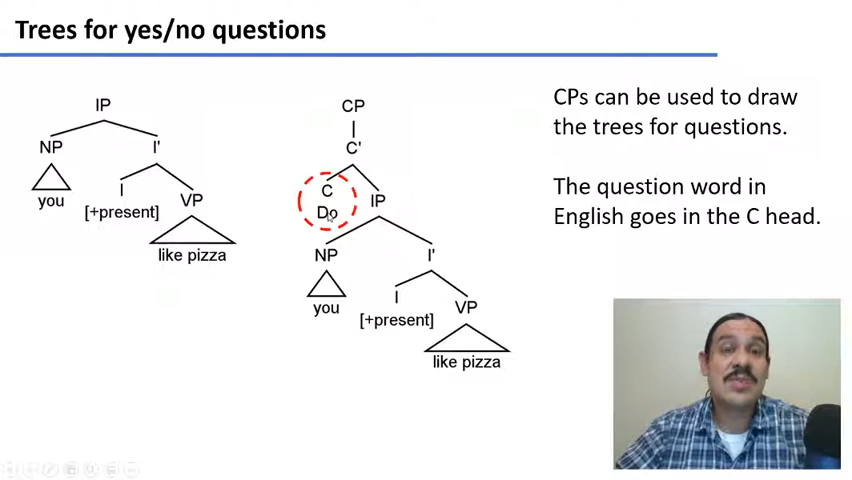 Trees for yes/no questions
IP
NP
I'
you
I
VP
[+present]
like pizza
CP
C'
C
Do
IP
NP
I'
you
I
VP
[+present]
like pizza
CPs can be used to draw
the trees for questions.
The question word in
English goes in the C head.